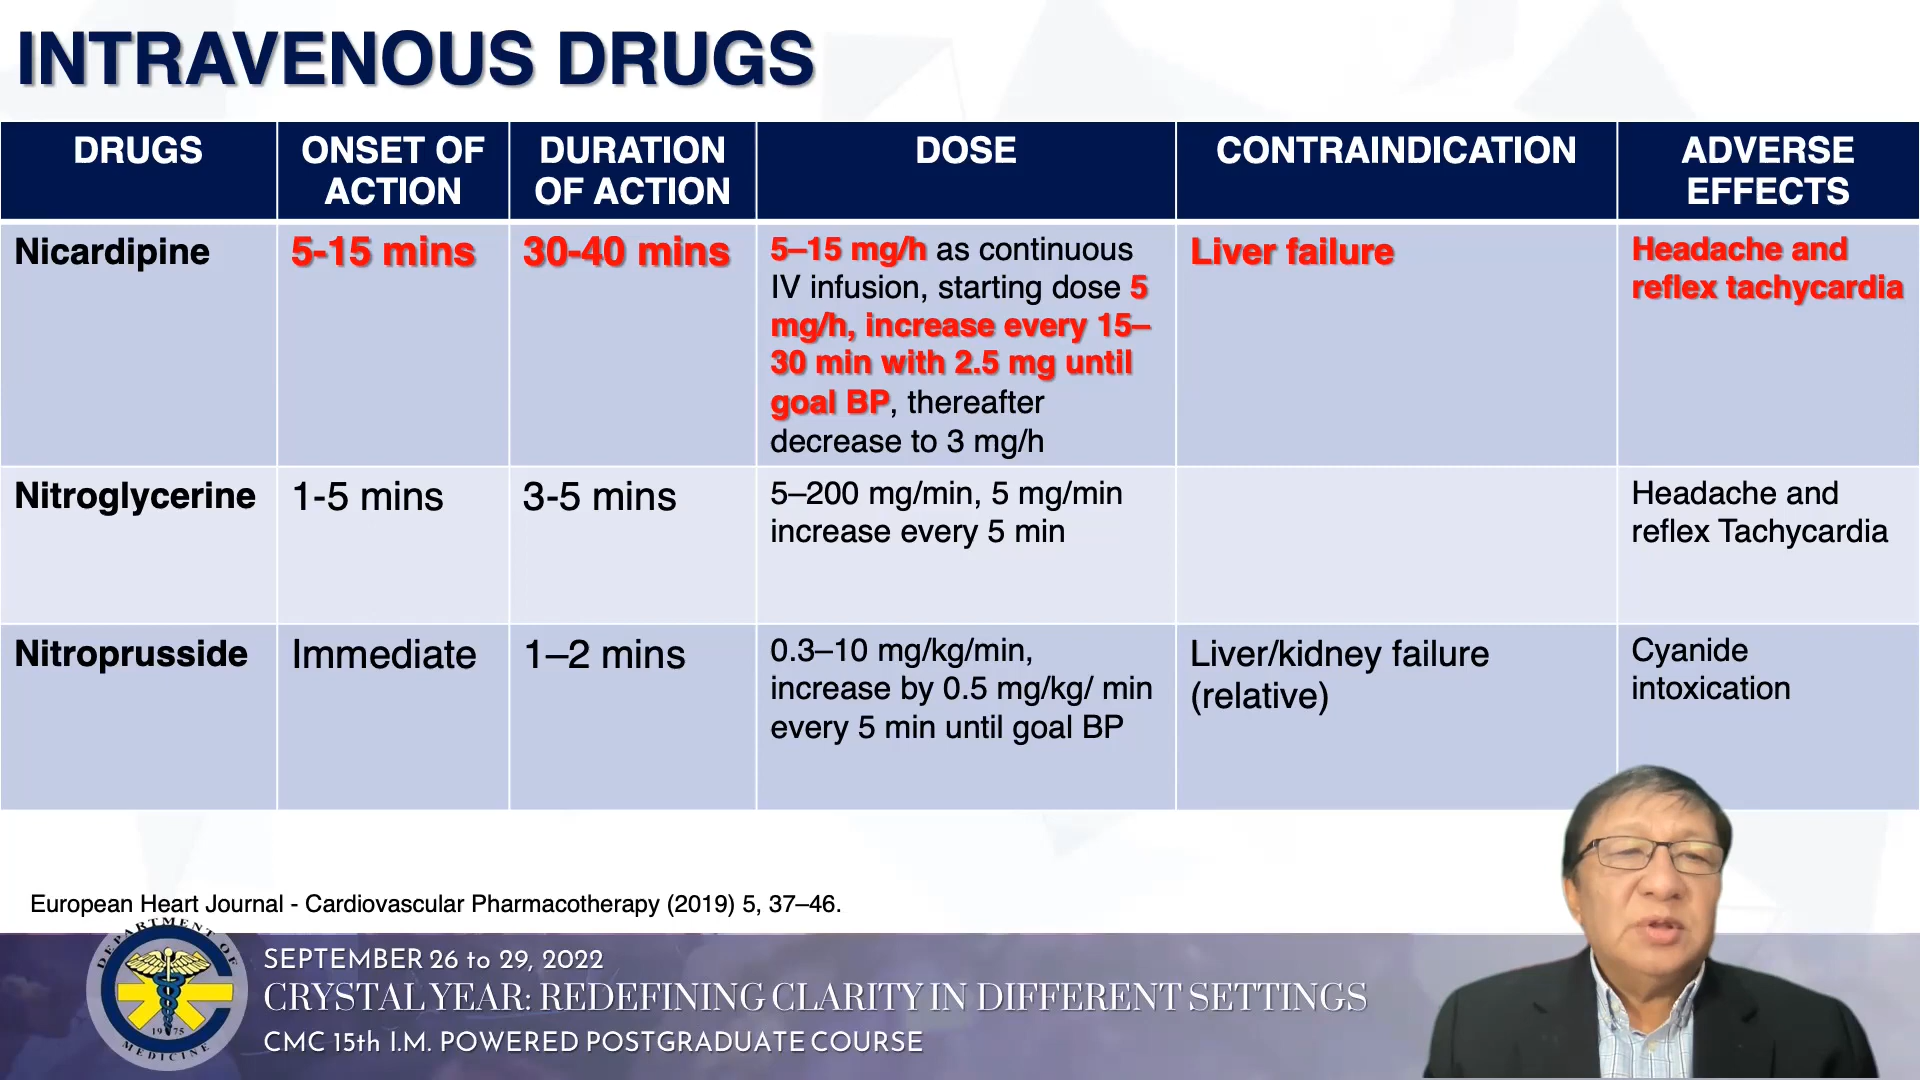 INTRAVENOUS DRUGS
DRUGS
ONSET OF
ACTION
DURATION
OF ACTION
DOSE
CONTRAINDICATION
ADVERSE
EFFECTS
Nicardipine
5-15 mins
30-40 mins
5–15 mg/h as continuous
IV infusion, starting dose 5
mg/h, increase every 15–
30 min with 2.5 mg until
goal BP, thereafter
decrease to 3 mg/h
Liver failure
Headache and
reflex tachycardia
Nitroglycerine
1-5 mins
3-5 mins
5–200 mg/min, 5 mg/min
increase every 5 min
Headache and
reflex Tachycardia
Nitroprusside
Immediate
1–2 mins
0.3–10 mg/kg/min,
increase by 0.5 mg/kg/ min
every 5 min until goal BP
Liver/kidney failure
(relative)
Cyanide
intoxication
European Heart Journal - Cardiovascular Pharmacotherapy (2019) 5, 37–46.
DEPARTMENT OF
MEDICINE
1975
SEPTEMBER 26 to 29, 2022
CRYSTAL YEAR: REDEFINING CLARITY IN DIFFERENT SETTINGS
CMC 15th I.M. POWERED POSTGRADUATE COURSE